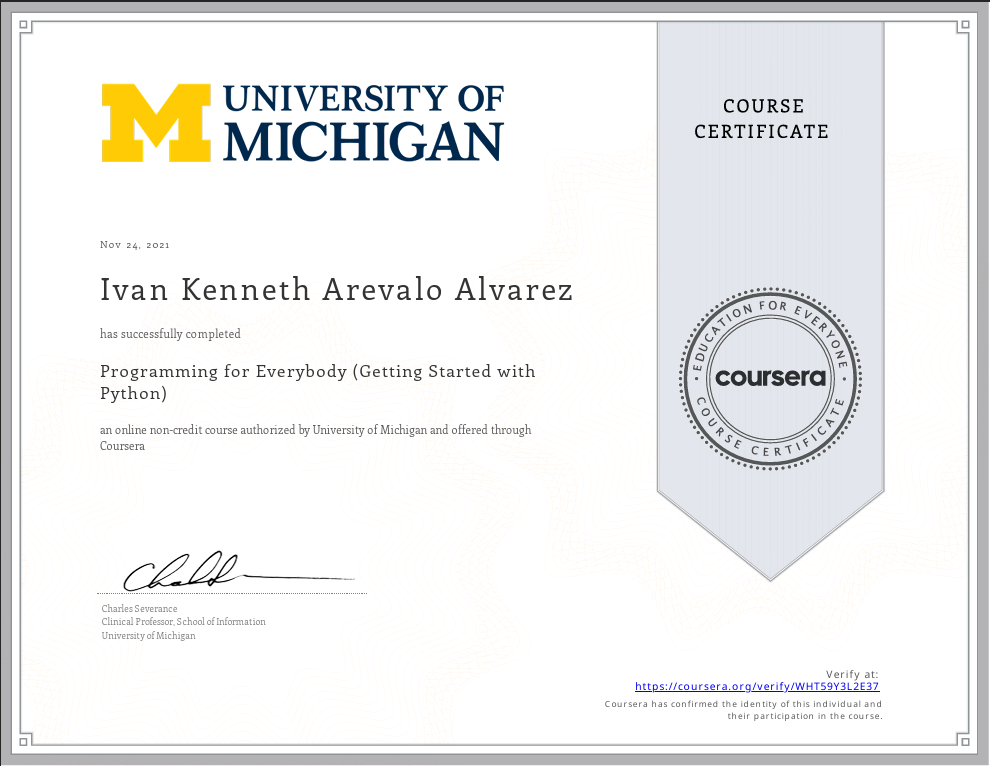 UNIVERSITY OF
MICHIGAN
COURSE
CERTIFICATE
Nov 24, 2021
Ivan Kenneth Arevalo Alvarez
has successfully completed
Programming for Everybody (Getting Started with
Python)
an online non-credit course authorized by University of Michigan and offered through
Coursera
EDUCATION FOR EVERYONE
coursera
COURSE CERTIFICATE
Charles Severance
Clinical Professor, School of Information
University of Michigan
Verify at:
https://coursera.org/verify/WHT59Y3L2E37
Coursera has confirmed the identity of this individual and
their participation in the course.